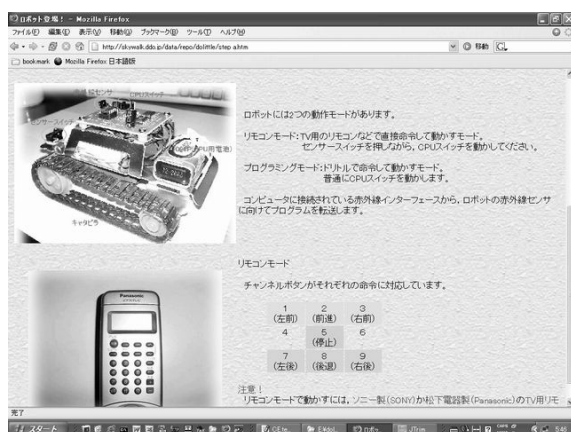 ロボット登場! - Mozilla Firefox
ファイル(F) 編集(E) 表示(V) 移動(G) ブックマーク(B) ツール(T) ヘルプ(H)
移動
bookmark Mozilla Firefox 日本語版
CPUスイッチ
センサースイッチ
キャタピラ
ロボットには2つの動作モードがあります。
リモコンモード:TV用のリモコンなどで直接命令して動かすモード。
センサースイッチを押しながら、CPUスイッチを動かしてください。
プログラミングモード:ドリトルで命令して動かすモード。
普通にCPUスイッチを動かします。
コンピュータに接続されている赤外線インターフェースから、ロボットの赤外線センサ
に向けてプログラムを転送します。
リモコンモード
チャンネルボタンがそれぞれの命令に対応しています。
Panasonic
1 2 3
(左前) (前進) (右前)
4 5 6
(停止)
7 8 9
(左後) (後退) (右後)
注意!
リモコンモードで動かすには、ソニー製(SONY)か松下電器製(Panasonic)のTV用リモ
完了
スタート JTrim 5:46